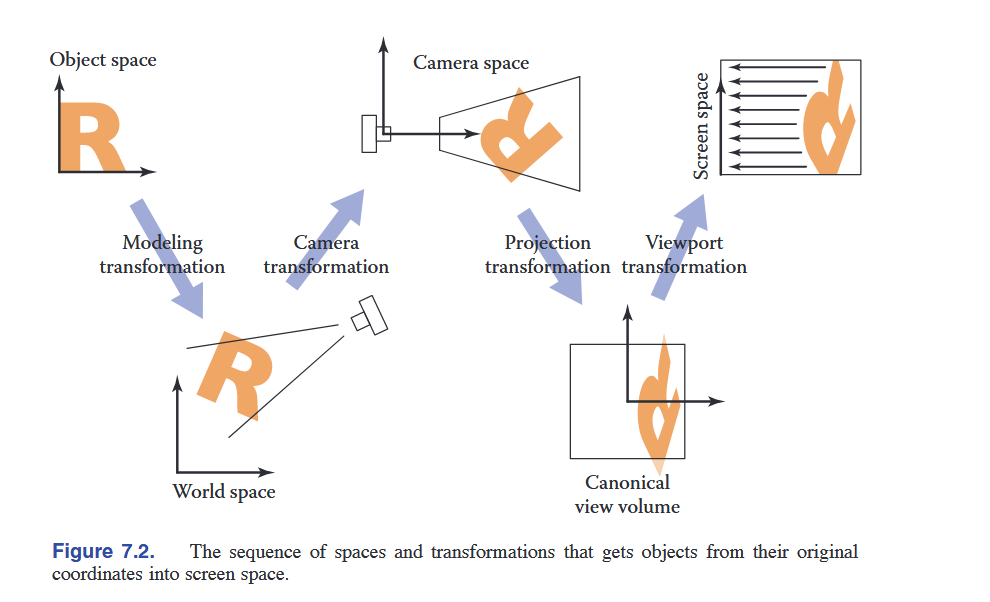 Object space
Camera space
Screen space
R
R
Modeling
transformation
Camera
transformation
Projection
transformation
Viewport
transformation
R
R
R
World space
Canonical
view volume
Figure 7.2. The sequence of spaces and transformations that gets objects from their original
coordinates into screen space.